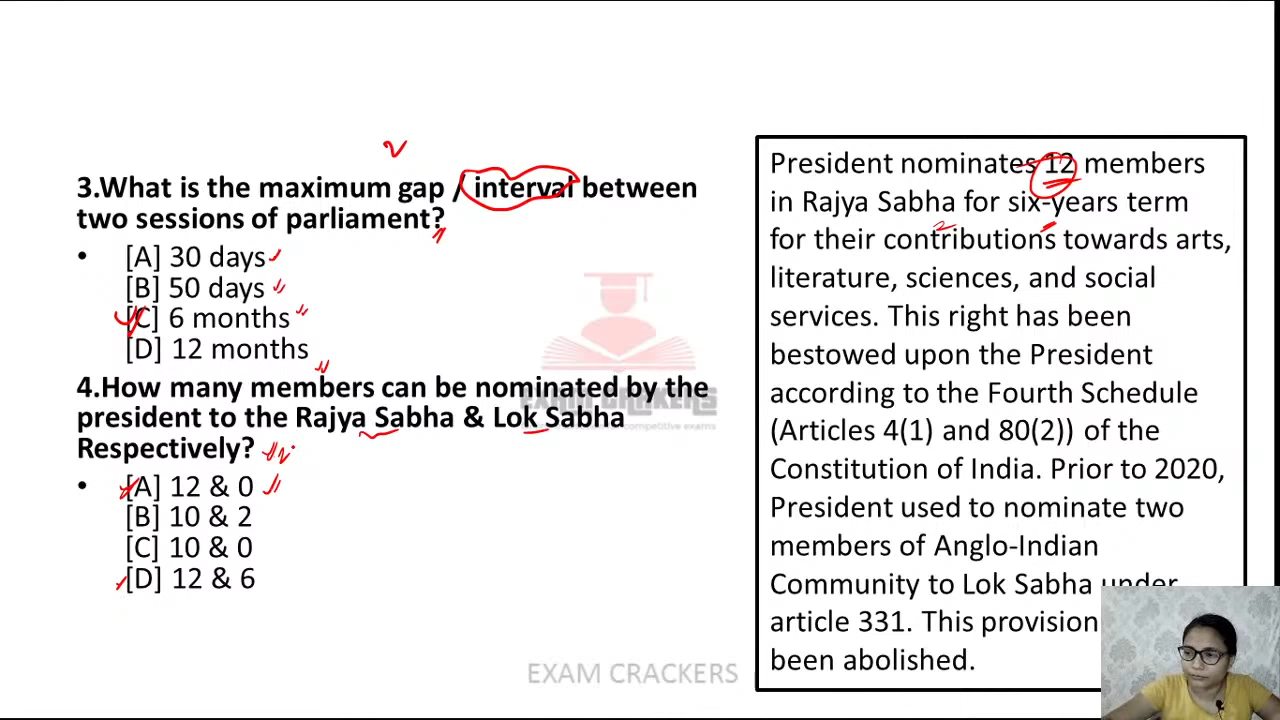 3.What is the maximum gap / interval between
two sessions of parliament?
• [A] 30 days
[B] 50 days
[C] 6 months
[D] 12 months
4.How many members can be nominated by the
president to the Rajya Sabha & Lok Sabha
Respectively?
• [A] 12 & 0
[B] 10 & 2
[C] 10 & 0
[D] 12 & 6
President nominates 12 members
in Rajya Sabha for six-years term
for their contributions towards arts,
literature, sciences, and social
services. This right has been
bestowed upon the President
according to the Fourth Schedule
(Articles 4(1) and 80(2)) of the
Constitution of India. Prior to 2020,
President used to nominate two
members of Anglo-Indian
Community to Lok Sabha under
article 331. This provision
been abolished.
EXAM CRACKERS
competitive exams
EXAM CRACKERS